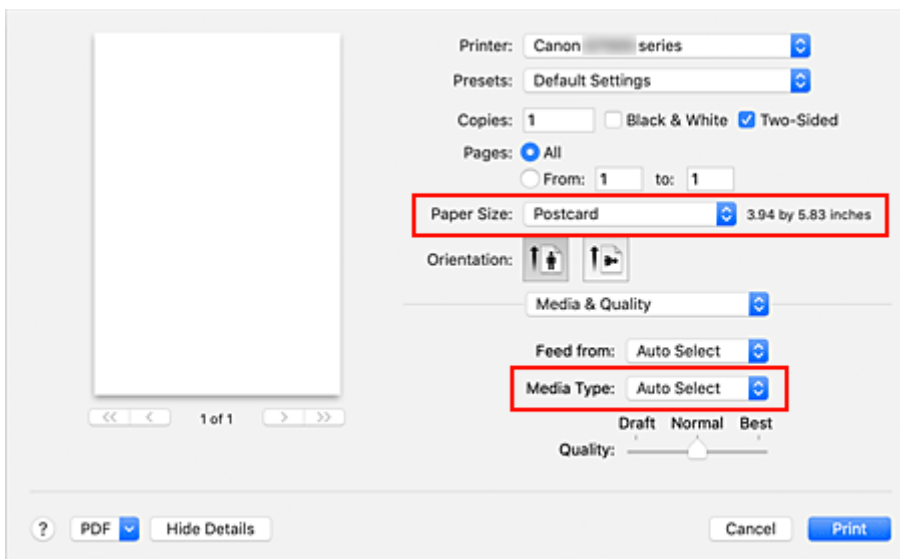 Printer: Canon series
Presets: Default Settings
Copies: 1 Black & White Two-Sided
Pages: All
From: 1 to: 1
Paper Size: Postcard 3.94 by 5.83 inches
Orientation:
Media & Quality
Feed from: Auto Select
Media Type: Auto Select
<< < 1 of 1 > >>
Draft Normal Best
Quality:
? PDF Hide Details Cancel Print